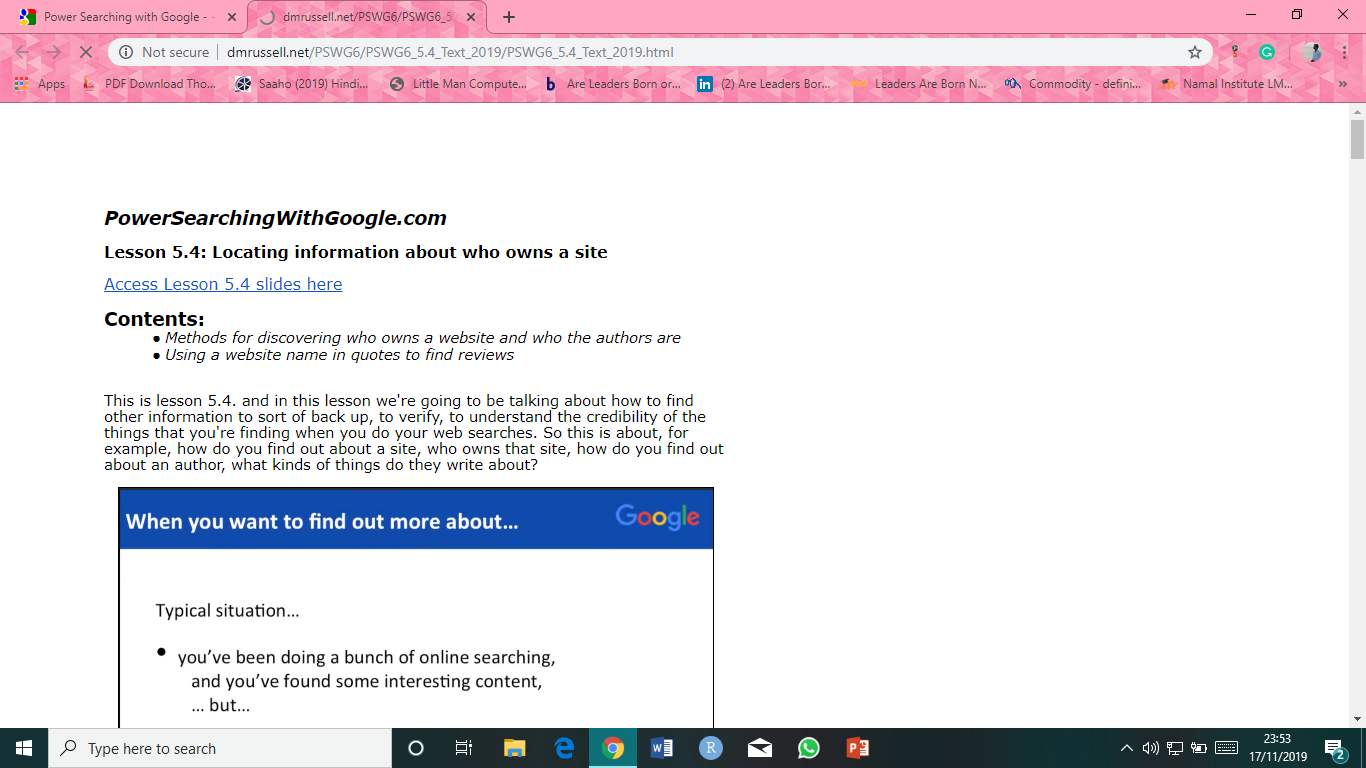 Power Searching with Google - -
dmrussell.net/PSWG6/PSWG6_5.
Not secure
dmrussell.net/PSWG6/PSWG6_5.4_Text_2019/PSWG6_5.4_Text_2019.html
Apps
PDF Download Tho...
Saaho (2019) Hindi...
Little Man Compute...
b
Are Leaders Born or...
in
(2) Are Leaders Bor...
Leaders Are Born N...
Commodity - defini...
Namal Institute LM...
»
PowerSearchingWithGoogle.com
Lesson 5.4: Locating information about who owns a site
Access Lesson 5.4 slides here
Contents:
• Methods for discovering who owns a website and who the authors are
• Using a website name in quotes to find reviews
This is lesson 5.4. and in this lesson we're going to be talking about how to find
other information to sort of back up, to verify, to understand the credibility of the
things that you're finding when you do your web searches. So this is about, for
example, how do you find out about a site, who owns that site, how do you find out
about an author, what kinds of things do they write about?
When you want to find out more about...
Google
Typical situation...
• you've been doing a bunch of online searching,
and you've found some interesting content,
... but...
Type here to search
23:53
17/11/2019
2